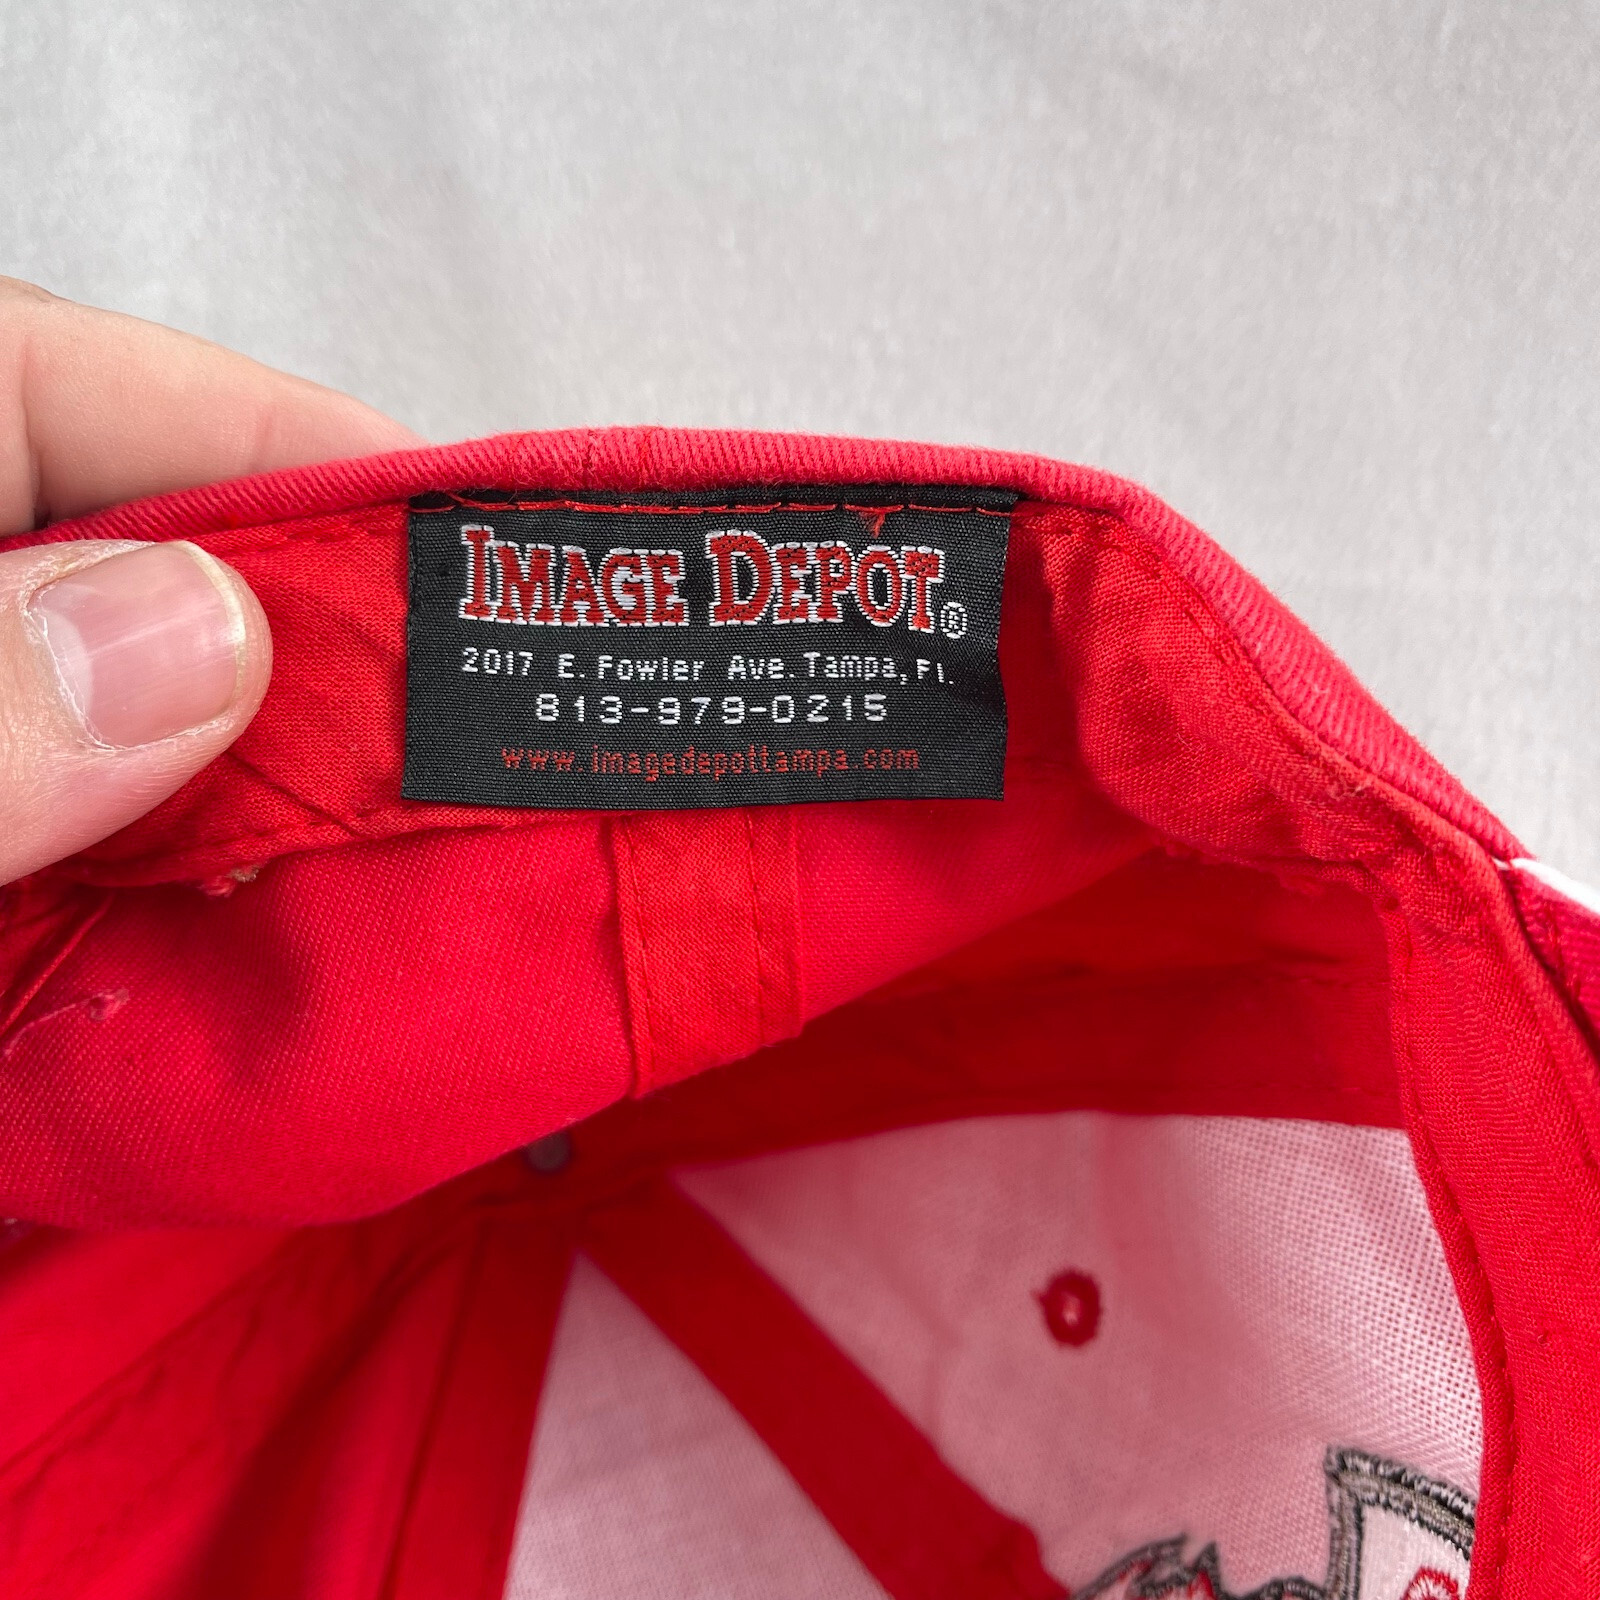 IMAGE DEPOT®
2017 E. Fowler Ave. Tampa, Fl.
813-979-0215
www.imagedepottampa.com